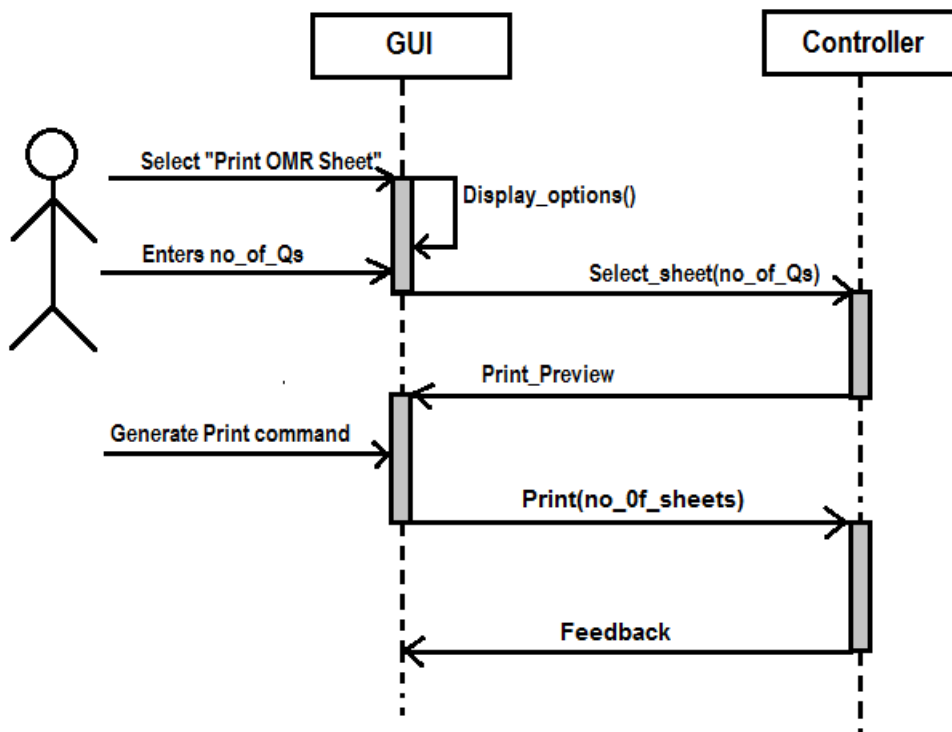 GUI
Controller
Select "Print OMR Sheet"
Display_options()
Enters no_of_Qs
Select_sheet(no_of_Qs)
Print_Preview
Generate Print command
Print(no_0f_sheets)
Feedback